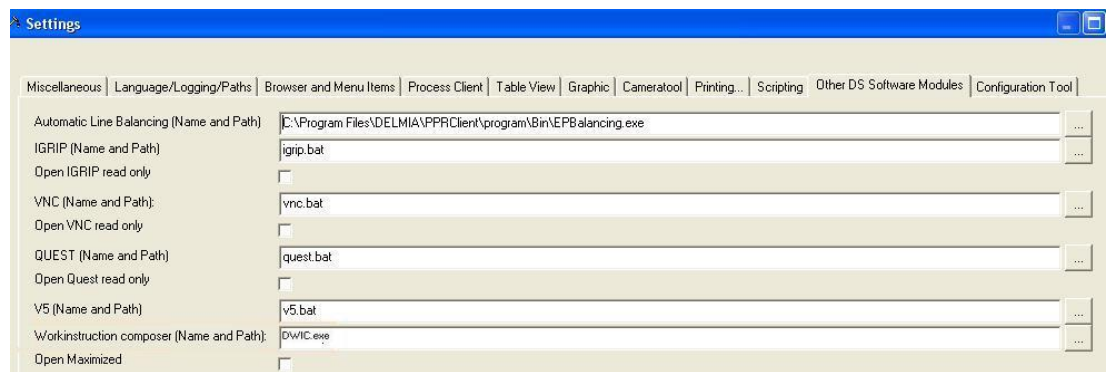 Settings
Miscellaneous Language/Logging/Paths Browser and Menu Items Process Client Table View Graphic Cameratool Printing... Scripting Other DS Software Modules Configuration Tool
Automatic Line Balancing (Name and Path) C:\Program Files\DELMIA\PPRClient\program\Bin\EPBalancing.exe ...
IGRIP (Name and Path) igrip.bat ...
Open IGRIP read only
VNC (Name and Path): vnc.bat ...
Open VNC read only
QUEST (Name and Path) quest.bat ...
Open Quest read only
V5 (Name and Path) v5.bat ...
Workinstruction composer (Name and Path): DWIC.exe ...
Open Maximized